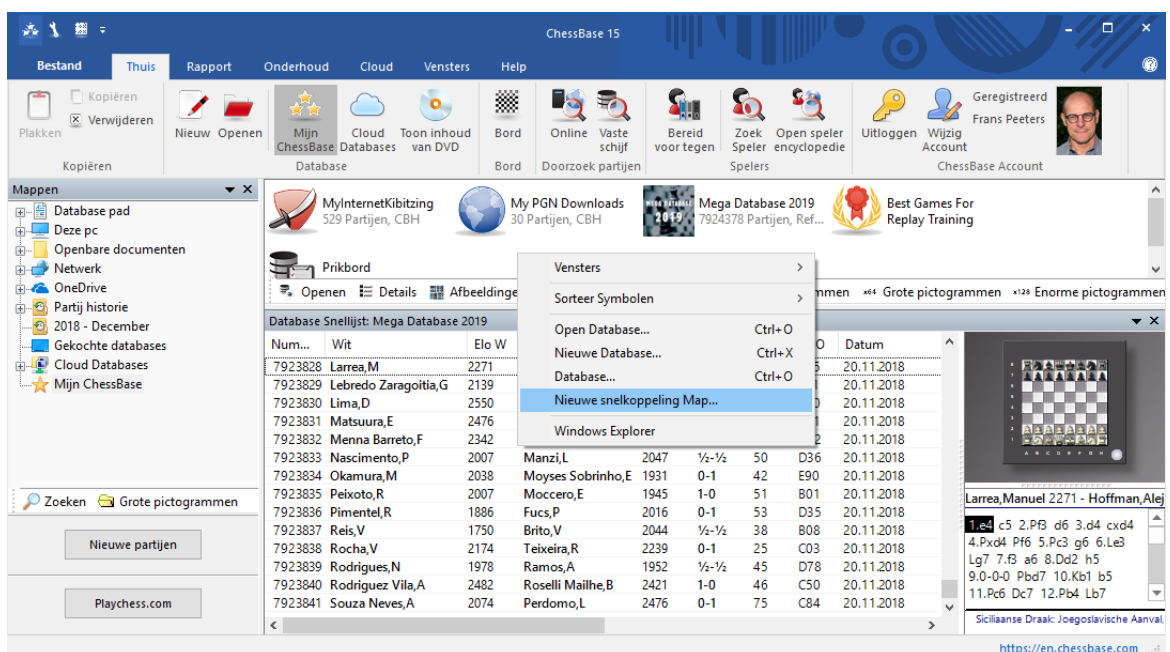 ChessBase 15
Bestand Thuis Rapport Onderhoud Cloud Vensters Help
Plakken
Kopiëren
Verwijderen
Kopiëren
Nieuw Openen
Mijn ChessBase
Cloud Databases
Toon inhoud van DVD
Database
Bord
Bord
Online
Vaste schijf
Doorzoek partijen
Bereid voor tegen
Zoek Speler
Open speler encyclopedie
Spelers
Uitloggen
Wijzig Account
Geregistreerd
Frans Peeters
ChessBase Account
Mappen
Database pad
Deze pc
Openbare documenten
Netwerk
OneDrive
Partij historie
2018 - December
Gekochte databases
Cloud Databases
Mijn ChessBase
Zoeken Grote pictogrammen
Nieuwe partijen
Playchess.com
MyInternetKibitzing
529 Partijen, CBH
My PGN Downloads
30 Partijen, CBH
MEGA DATABASE 2019
Mega Database 2019
7924378 Partijen, Ref...
Best Games For
Replay Training
Prikbord
Openen Details Afbeeldinge
mmen x64 Grote pictogrammen x128 Enorme pictogrammen
Vensters
Sorteer Symbolen
Open Database... Ctrl+O
Nieuwe Database... Ctrl+X
Database... Ctrl+O
Nieuwe snelkoppeling Map...
Windows Explorer
Database Snellijst: Mega Database 2019
Num... Wit Elo W O Datum
7923828 Larrea,M 2271 20.11.2018
7923829 Lebredo Zaragoitia,G 2139 20.11.2018
7923830 Lima,D 2550 20.11.2018
7923831 Matsuura,E 2476 20.11.2018
7923832 Menna Barreto,F 2342 20.11.2018
7923833 Nascimento,P 2007 Manzi,L 2047 ½-½ 50 D36 20.11.2018
7923834 Okamura,M 2038 Moyses Sobrinho,E 1931 0-1 42 E90 20.11.2018
7923835 Peixoto,R 2007 Moccero,E 1945 1-0 51 B01 20.11.2018
7923836 Pimentel,R 1886 Fucs,P 2016 0-1 53 D35 20.11.2018
7923837 Reis,V 1750 Brito,V 2044 ½-½ 38 B08 20.11.2018
7923838 Rocha,V 2174 Teixeira,R 2239 0-1 25 C03 20.11.2018
7923839 Rodrigues,N 1978 Ramos,A 1952 ½-½ 45 D78 20.11.2018
7923840 Rodriguez Vila,A 2482 Roselli Mailhe,B 2421 1-0 46 C50 20.11.2018
7923841 Souza Neves,A 2074 Perdomo,L 2476 0-1 75 C84 20.11.2018
A B C D E F G H
Larrea,Manuel 2271 - Hoffman,Alej
1.e4 c5 2.Pf3 d6 3.d4 cxd4
4.Pxd4 Pf6 5.Pc3 g6 6.Le3
Lg7 7.f3 a6 8.Dd2 h5
9.0-0-0 Pbd7 10.Kb1 b5
11.Pc6 Dc7 12.Pb4 Lb7
Siciliaanse Draak: Joegoslavische Aanval,
https://en.chessbase.com